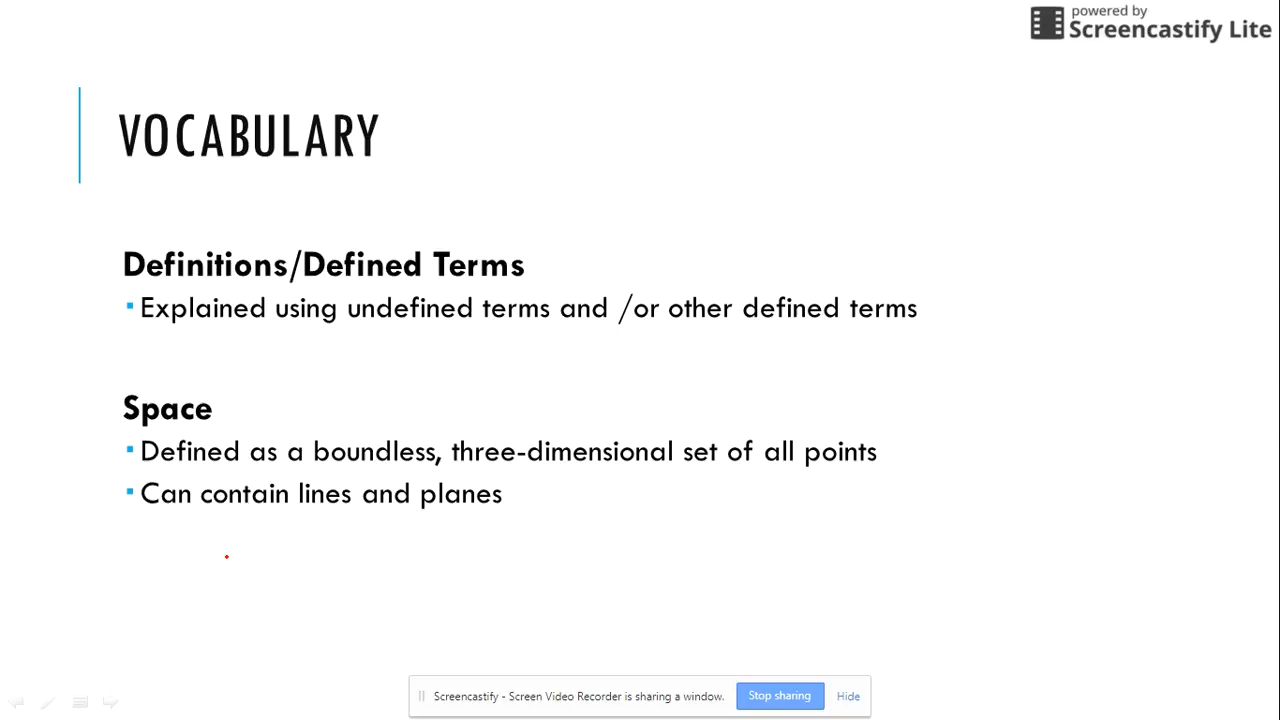 powered by
Screencastify Lite
VOCABULARY
Definitions/Defined Terms
Explained using undefined terms and /or other defined terms
Space
Defined as a boundless, three-dimensional set of all points
Can contain lines and planes
Screencastify - Screen Video Recorder is sharing a window. Stop sharing Hide